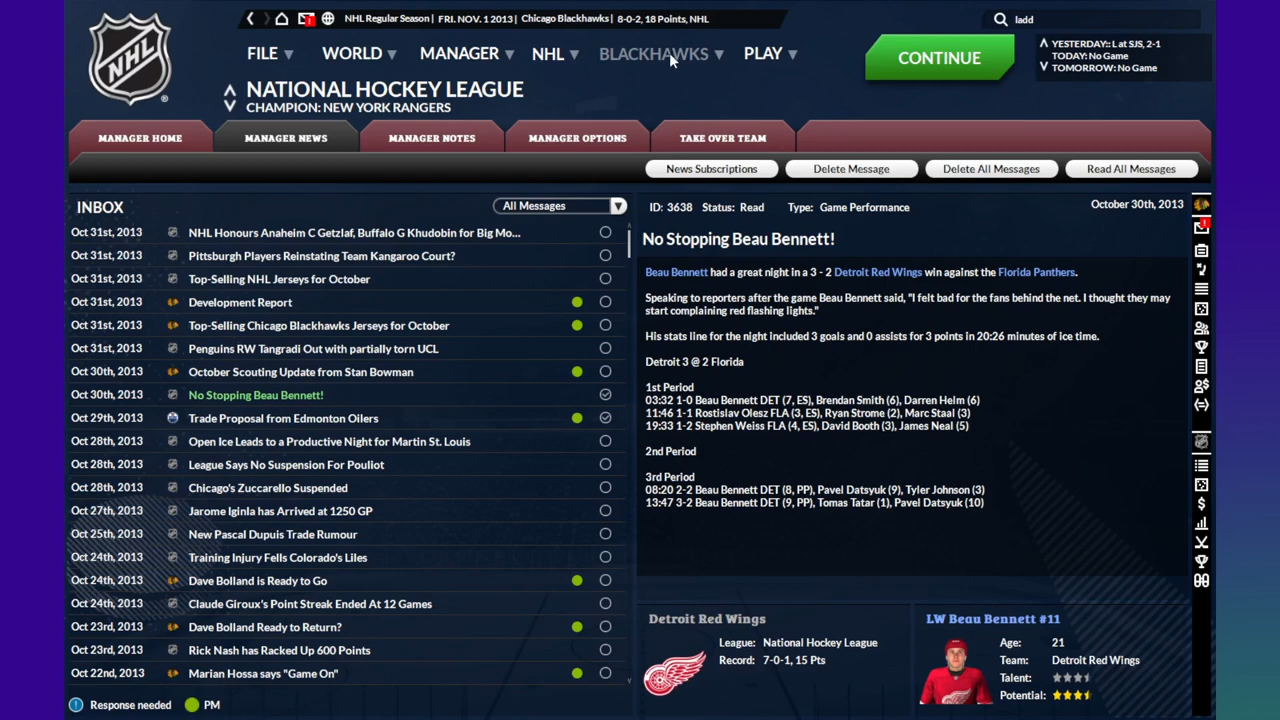 NHL Regular Season | FRI. NOV. 1 2013 | Chicago Blackhawks | 8-0-2, 18 Points, NHL
ladd
NHL
FILE
WORLD
MANAGER
NHL
BLACKHAWKS
PLAY
CONTINUE
YESTERDAY:: L at SJS, 2-1
TODAY: No Game
TOMORROW: No Game
NATIONAL HOCKEY LEAGUE
CHAMPION: NEW YORK RANGERS
MANAGER HOME
MANAGER NEWS
MANAGER NOTES
MANAGER OPTIONS
TAKE OVER TEAM
News Subscriptions
Delete Message
Delete All Messages
Read All Messages
INBOX
All Messages
Oct 31st, 2013 NHL Honours Anaheim C Getzlaf, Buffalo G Khudobin for Big Mo...
Oct 31st, 2013 Pittsburgh Players Reinstating Team Kangaroo Court?
Oct 31st, 2013 Top-Selling NHL Jerseys for October
Oct 31st, 2013 Development Report
Oct 31st, 2013 Top-Selling Chicago Blackhawks Jerseys for October
Oct 31st, 2013 Penguins RW Tangradi Out with partially torn UCL
Oct 30th, 2013 October Scouting Update from Stan Bowman
Oct 30th, 2013 No Stopping Beau Bennett!
Oct 29th, 2013 Trade Proposal from Edmonton Oilers
Oct 28th, 2013 Open Ice Leads to a Productive Night for Martin St. Louis
Oct 28th, 2013 League Says No Suspension For Pouliot
Oct 28th, 2013 Chicago's Zuccarello Suspended
Oct 27th, 2013 Jarome Iginla has Arrived at 1250 GP
Oct 25th, 2013 New Pascal Dupuis Trade Rumour
Oct 24th, 2013 Training Injury Fells Colorado's Liles
Oct 24th, 2013 Dave Bolland is Ready to Go
Oct 24th, 2013 Claude Giroux's Point Streak Ended At 12 Games
Oct 23rd, 2013 Dave Bolland Ready to Return?
Oct 23rd, 2013 Rick Nash has Racked Up 600 Points
Oct 22nd, 2013 Marian Hossa says "Game On"
Response needed
PM
ID: 3638 Status: Read Type: Game Performance
October 30th, 2013
No Stopping Beau Bennett!
Beau Bennett had a great night in a 3 - 2 Detroit Red Wings win against the Florida Panthers.
Speaking to reporters after the game Beau Bennett said, "I felt bad for the fans behind the net. I thought they may
start complaining red flashing lights."
His stats line for the night included 3 goals and 0 assists for 3 points in 20:26 minutes of ice time.
Detroit 3 @ 2 Florida
1st Period
03:32 1-0 Beau Bennett DET (7, ES), Brendan Smith (6), Darren Helm (6)
11:46 1-1 Rostislav Olesz FLA (3, ES), Ryan Strome (2), Marc Staal (3)
19:33 1-2 Stephen Weiss FLA (4, ES), David Booth (3), James Neal (5)
2nd Period
3rd Period
08:20 2-2 Beau Bennett DET (8, PP), Pavel Datsyuk (9), Tyler Johnson (3)
13:47 3-2 Beau Bennett DET (9, PP), Tomas Tatar (1), Pavel Datsyuk (10)
Detroit Red Wings
League: National Hockey League
Record: 7-0-1, 15 Pts
LW Beau Bennett #11
Age: 21
Team: Detroit Red Wings
Talent:
Potential: